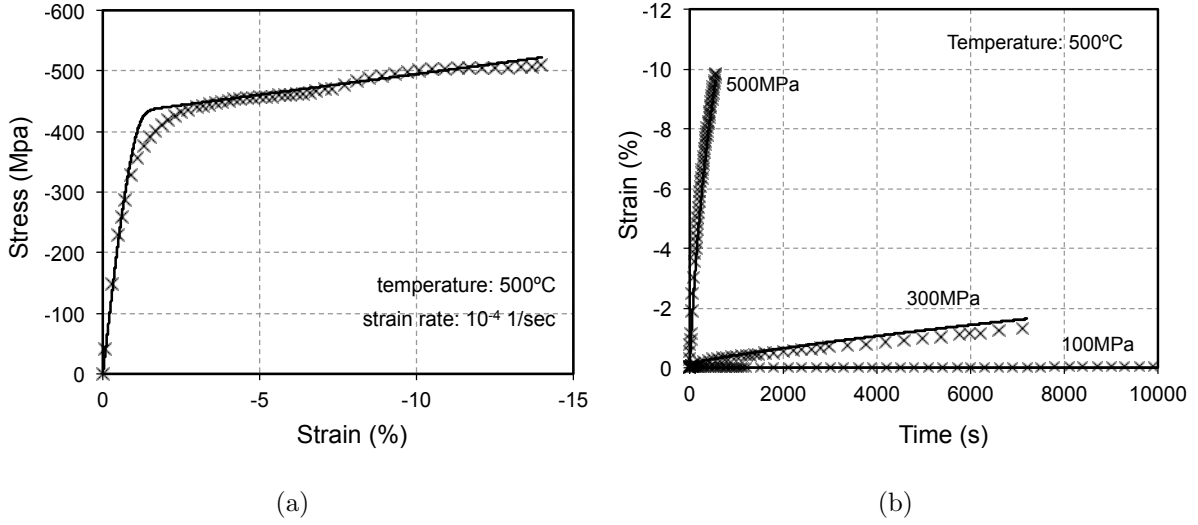 -600
-500
-400
-300
-200
-100
0
0
-5
-10
-15
Stress (Mpa)
Strain (%)
temperature: 500ºC
strain rate: 10⁻⁴ 1/sec
(a)
-12
-10
-8
-6
-4
-2
0
0
2000
4000
6000
8000
10000
Strain (%)
Time (s)
Temperature: 500ºC
500MPa
300MPa
100MPa
(b)